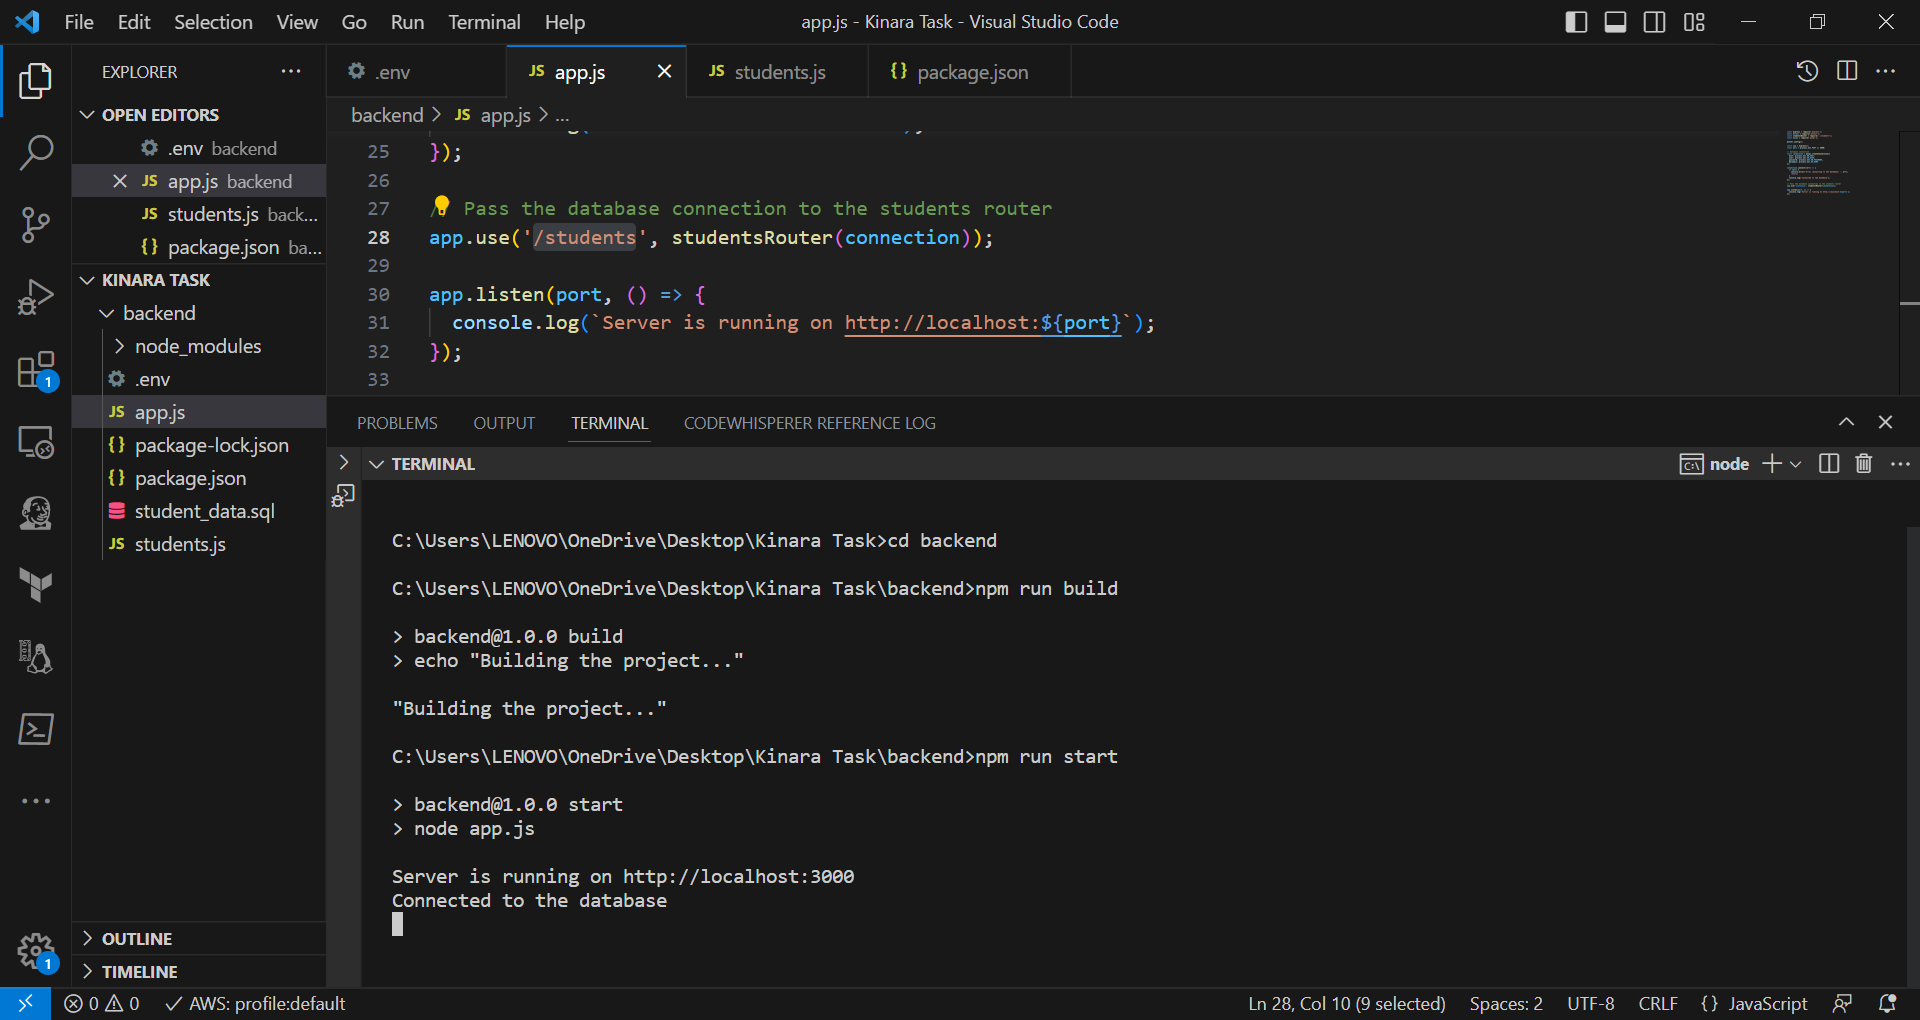 File Edit Selection View Go Run Terminal Help
app.js - Kinara Task - Visual Studio Code
EXPLORER
OPEN EDITORS
.env backend
JS app.js backend
JS students.js back...
{} package.json ba...
KINARA TASK
backend
node_modules
.env
JS app.js
{} package-lock.json
{} package.json
student_data.sql
JS students.js
OUTLINE
TIMELINE
1
1
.env
JS app.js
JS students.js
{} package.json
backend > JS app.js > ...
25 });
26
27 Pass the database connection to the students router
28 app.use('/students', studentsRouter(connection));
29
30 app.listen(port, () => {
31 console.log(`Server is running on http://localhost:${port}`);
32 });
33
PROBLEMS OUTPUT TERMINAL CODEWHISPERER REFERENCE LOG
TERMINAL
node
C:\Users\LENOVO\OneDrive\Desktop\Kinara Task>cd backend
C:\Users\LENOVO\OneDrive\Desktop\Kinara Task\backend>npm run build
> backend@1.0.0 build
> echo "Building the project..."
"Building the project..."
C:\Users\LENOVO\OneDrive\Desktop\Kinara Task\backend>npm run start
> backend@1.0.0 start
> node app.js
Server is running on http://localhost:3000
Connected to the database
0 0 AWS: profile:default
Ln 28, Col 10 (9 selected) Spaces: 2 UTF-8 CRLF {} JavaScript